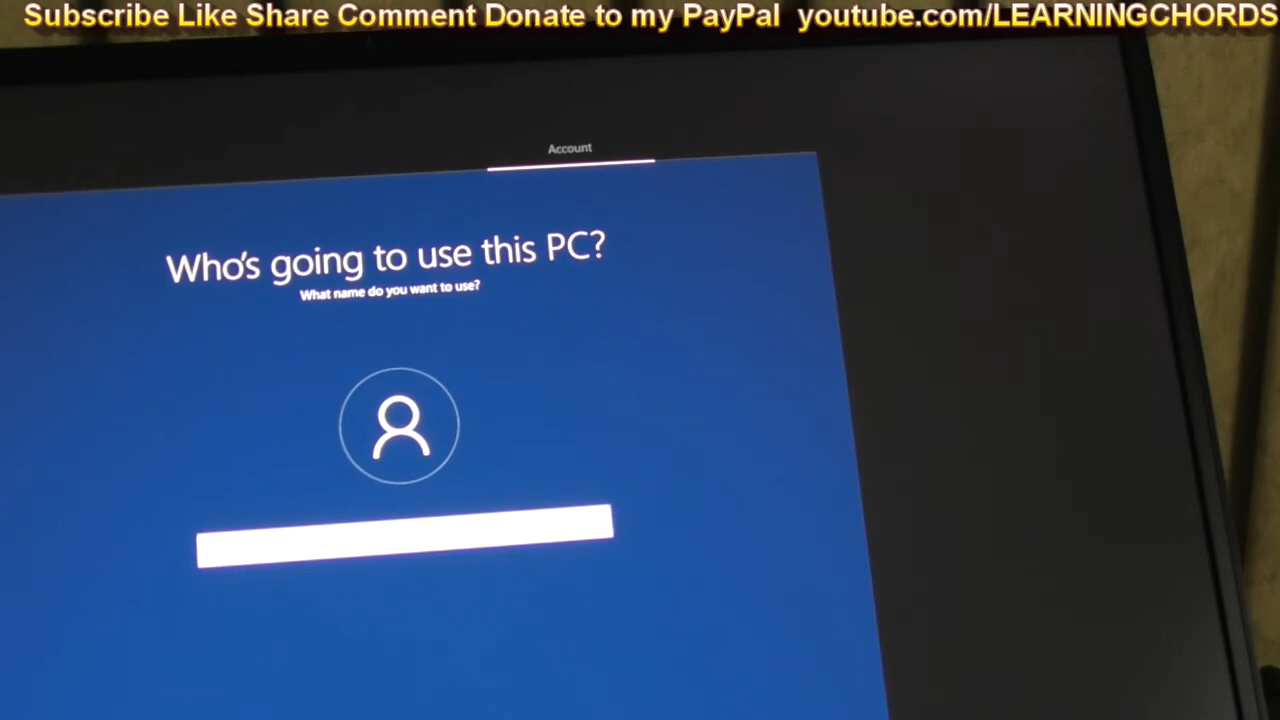 Subscribe Like Share Comment Donate to my PayPal youtube.com/LEARNINGCHORDS
Account
Who's going to use this PC?
What name do you want to use?